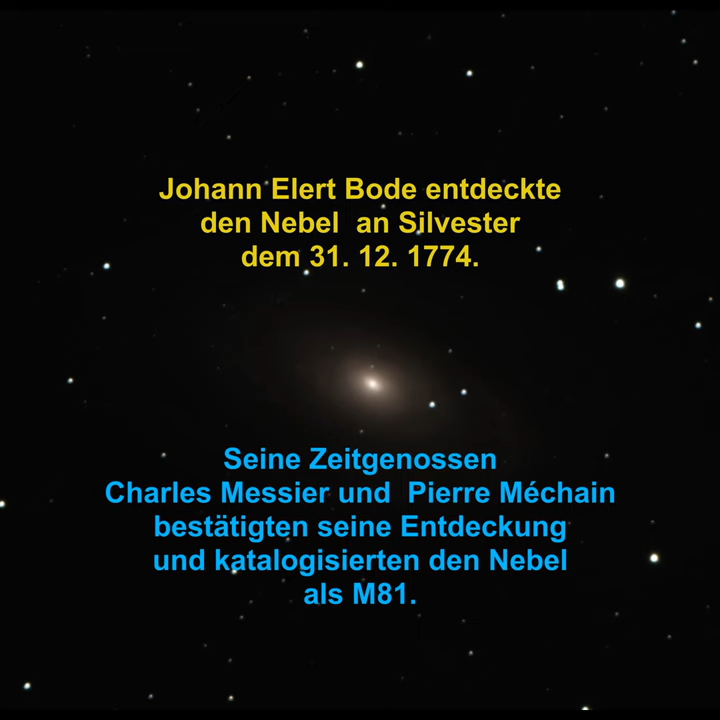 Johann Elert Bode entdeckte
den Nebel  an Silvester
dem 31. 12. 1774.
Seine Zeitgenossen
Charles Messier und  Pierre Méchain
bestätigten seine Entdeckung
und katalogisierten den Nebel
als M81.